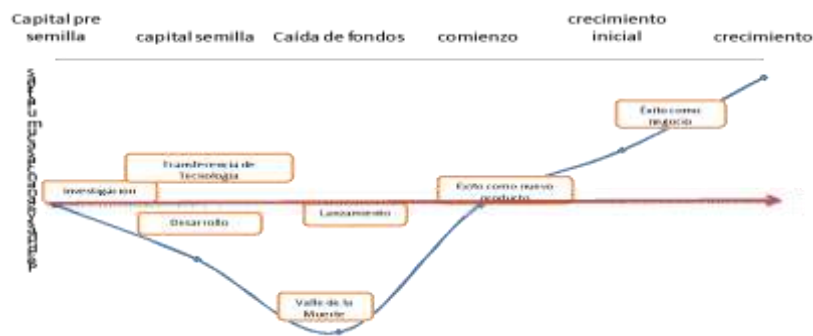 Capital pre
semilla
capital semilla
Caída de fondos
comienzo
crecimiento
inicial
crecimiento
Éxito como
negocio
Transferencia de
Tecnología
Investigación
Éxito como nuevo
producto
Desarrollo
Lanzamiento
Valle de la
Muerte